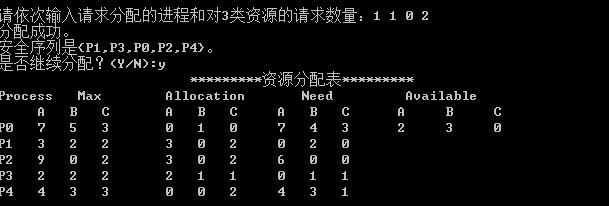 请依次输入请求分配的进程和对3类资源的请求数量：1 1 0 2
分配成功。
安全序列是{P1,P3,P0,P2,P4}。
是否继续分配？(Y/N):y
*********资源分配表*********
Process Max Allocation Need Available
A B C A B C A B C A B C
P0 7 5 3 0 1 0 7 4 3 2 3 0
P1 3 2 2 3 0 2 0 2 0
P2 9 0 2 3 0 2 6 0 0
P3 2 2 2 2 1 1 0 1 1
P4 4 3 3 0 0 2 4 3 1